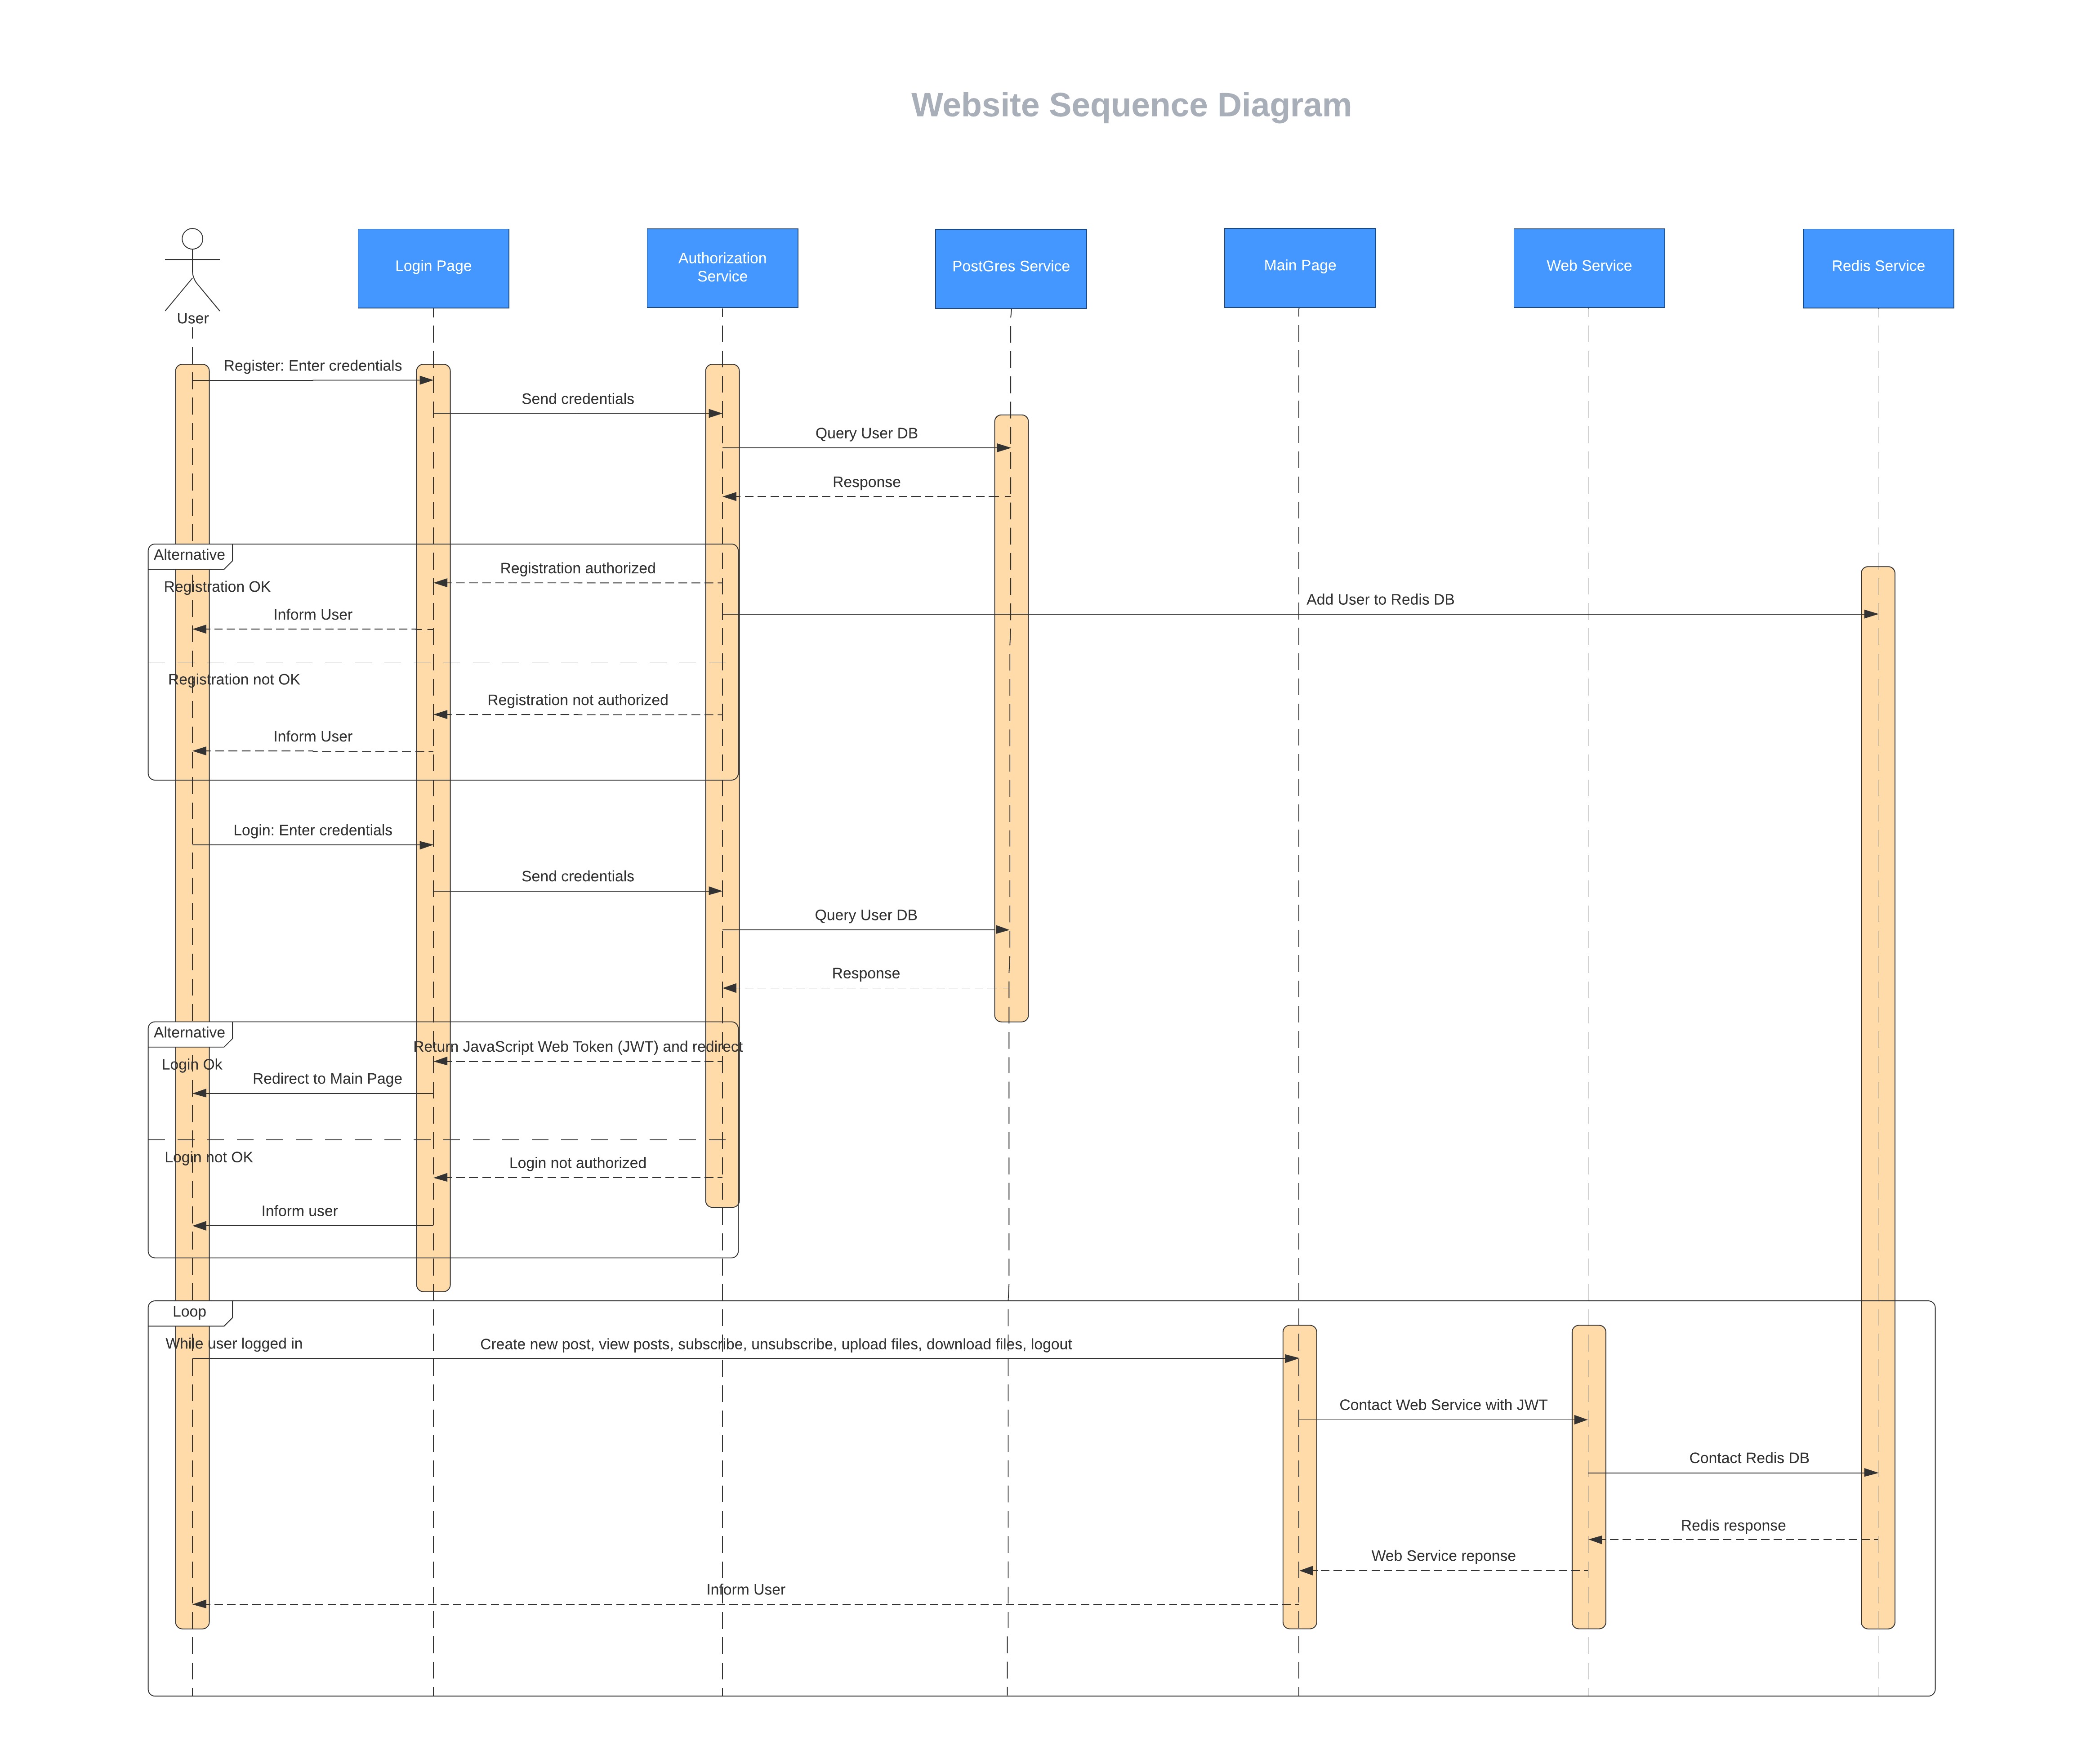 Website Sequence Diagram
User
Login Page
Authorization
Service
PostGres Service
Main Page
Web Service
Redis Service
Register: Enter credentials
Send credentials
Query User DB
Response
Alternative
Registration authorized
Registration OK
Add User to Redis DB
Inform User
Registration not OK
Registration not authorized
Inform User
Login: Enter credentials
Send credentials
Query User DB
Response
Alternative
Return JavaScript Web Token (JWT) and redirect
Login Ok
Redirect to Main Page
Login not OK
Login not authorized
Inform user
Loop
While user logged in
Create new post, view posts, subscribe, unsubscribe, upload files, download files, logout
Contact Web Service with JWT
Contact Redis DB
Redis response
Web Service reponse
Inform User